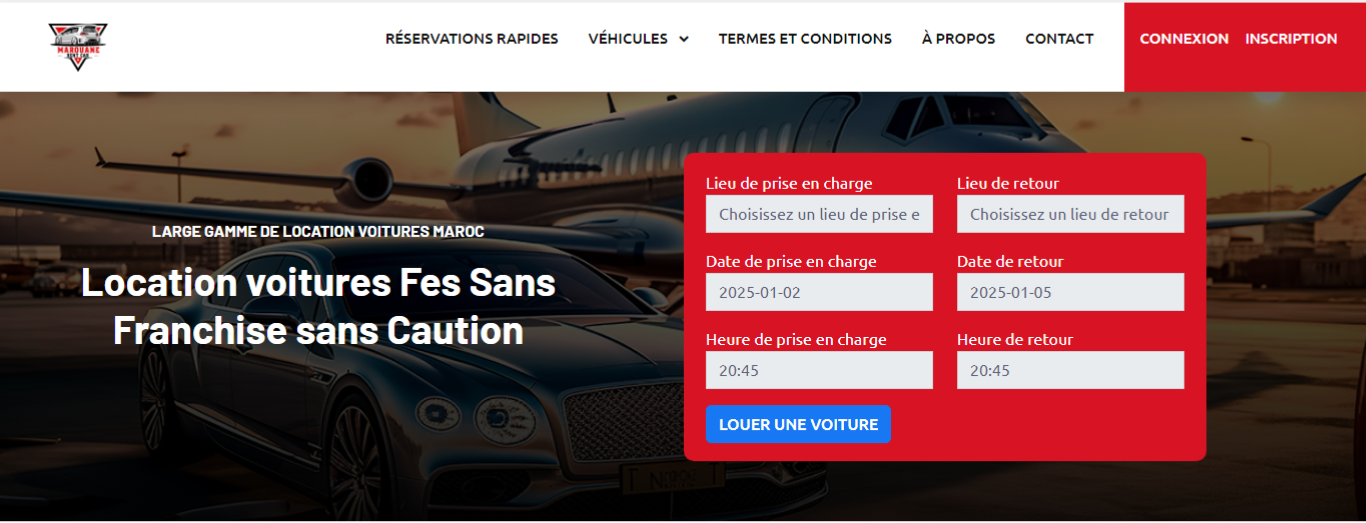 MAROUANE
RENT CAR
RÉSERVATIONS RAPIDES
VÉHICULES
TERMES ET CONDITIONS
À PROPOS
CONTACT
CONNEXION
INSCRIPTION
LARGE GAMME DE LOCATION VOITURES MAROC
Location voitures Fes Sans
Franchise sans Caution
Lieu de prise en charge
Choisissez un lieu de prise e
Lieu de retour
Choisissez un lieu de retour
Date de prise en charge
2025-01-02
Date de retour
2025-01-05
Heure de prise en charge
20:45
Heure de retour
20:45
LOUER UNE VOITURE